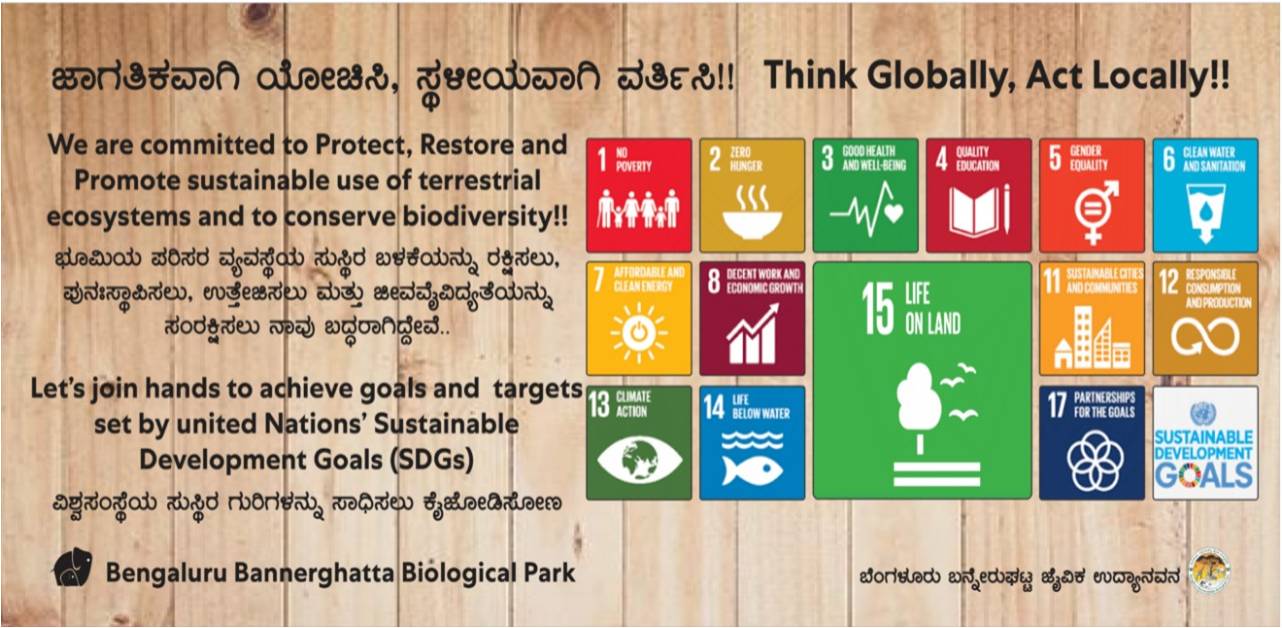 ಜಾಗತಿಕವಾಗಿ ಯೋಚಿಸಿ, ಸ್ಥಳೀಯವಾಗಿ ವರ್ತಿಸಿ!! Think Globally, Act Locally!!
We are committed to Protect, Restore and
Promote sustainable use of terrestrial
ecosystems and to conserve biodiversity!!
ಭೂಮಿಯ ಪರಿಸರ ವ್ಯವಸ್ಥೆಯ ಸುಸ್ಥಿರ ಬಳಕೆಯನ್ನು ರಕ್ಷಿಸಲು,
ಪುನಃಸ್ಥಾಪಿಸಲು, ಉತ್ತೇಜಿಸಲು ಮತ್ತು ಜೀವವೈವಿಧ್ಯತೆಯನ್ನು
ಸಂರಕ್ಷಿಸಲು ನಾವು ಬದ್ಧರಾಗಿದ್ದೇವೆ..
Let's join hands to achieve goals and targets
set by united Nations' Sustainable
Development Goals (SDGs)
ವಿಶ್ವಸಂಸ್ಥೆಯ ಸುಸ್ಥಿರ ಗುರಿಗಳನ್ನು ಸಾಧಿಸಲು ಕೈಜೋಡಿಸೋಣ
1 NO
POVERTY
2 ZERO
HUNGER
3 GOOD HEALTH
AND WELL-BEING
4 QUALITY
EDUCATION
5 GENDER
EQUALITY
6 CLEAN WATER
AND SANITATION
7 AFFORDABLE AND
CLEAN ENERGY
8 DECENT WORK AND
ECONOMIC GROWTH
15 LIFE
ON LAND
11 SUSTAINABLE CITIES
AND COMMUNITIES
12 RESPONSIBLE
CONSUMPTION
AND PRODUCTION
13 CLIMATE
ACTION
14 LIFE
BELOW WATER
17 PARTNERSHIPS
FOR THE GOALS
SUSTAINABLE
DEVELOPMENT
GOALS
Bengaluru Bannerghatta Biological Park
ಬೆಂಗಳೂರು ಬನ್ನೇರುಘಟ್ಟ ಜೈವಿಕ ಉದ್ಯಾನವನ